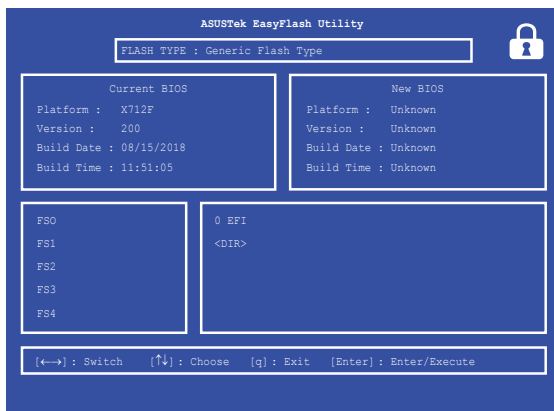 ASUSTek EasyFlash Utility
FLASH TYPE : Generic Flash Type
Current BIOS
Platform : X712F
Version : 200
Build Date : 08/15/2018
Build Time : 11:51:05
New BIOS
Platform : Unknown
Version : Unknown
Build Date : Unknown
Build Time : Unknown
FSO
FS1
FS2
FS3
FS4
0 EFI
<DIR>
[←→] : Switch [↑↓] : Choose [q] : Exit [Enter] : Enter/Execute